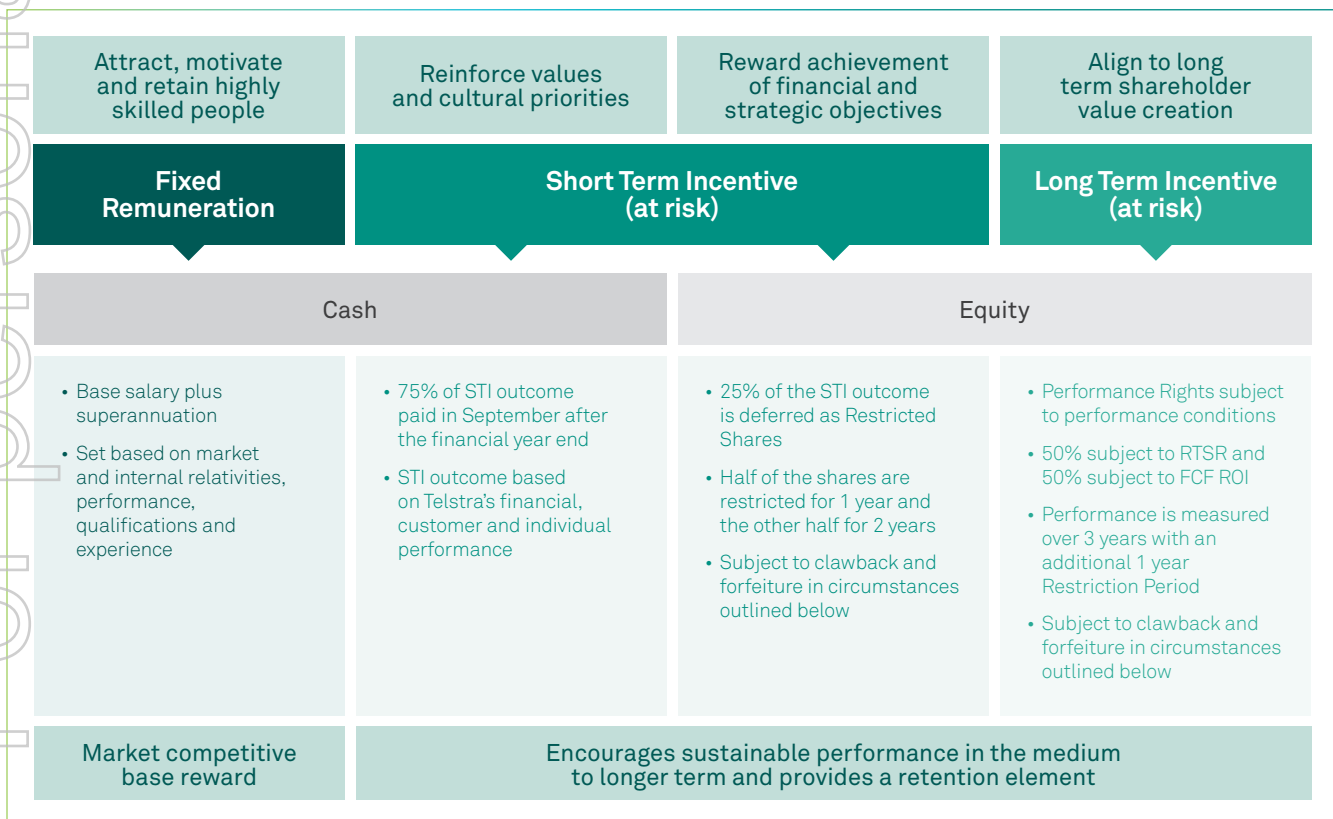 Attract, motivate
and retain highly
skilled people
Reinforce values
and cultural priorities
Reward achievement
of financial and
strategic objectives
Align to long
term shareholder
value creation
Fixed
Remuneration
Short Term Incentive
(at risk)
Long Term Incentive
(at risk)
Cash
Equity
• Base salary plus
superannuation
• Set based on market
and internal relativities,
performance,
qualifications and
experience
• 75% of STI outcome
paid in September after
the financial year end
• STI outcome based
on Telstra’s financial,
customer and individual
performance
• 25% of the STI outcome
is deferred as Restricted
Shares
• Half of the shares are
restricted for 1 year and
the other half for 2 years
• Subject to clawback and
forfeiture in circumstances
outlined below
• Performance Rights subject
to performance conditions
• 50% subject to RTSR and
50% subject to FCF ROI
• Performance is measured
over 3 years with an
additional 1 year
Restriction Period
• Subject to clawback and
forfeiture in circumstances
outlined below
Market competitive
base reward
Encourages sustainable performance in the medium
to longer term and provides a retention element